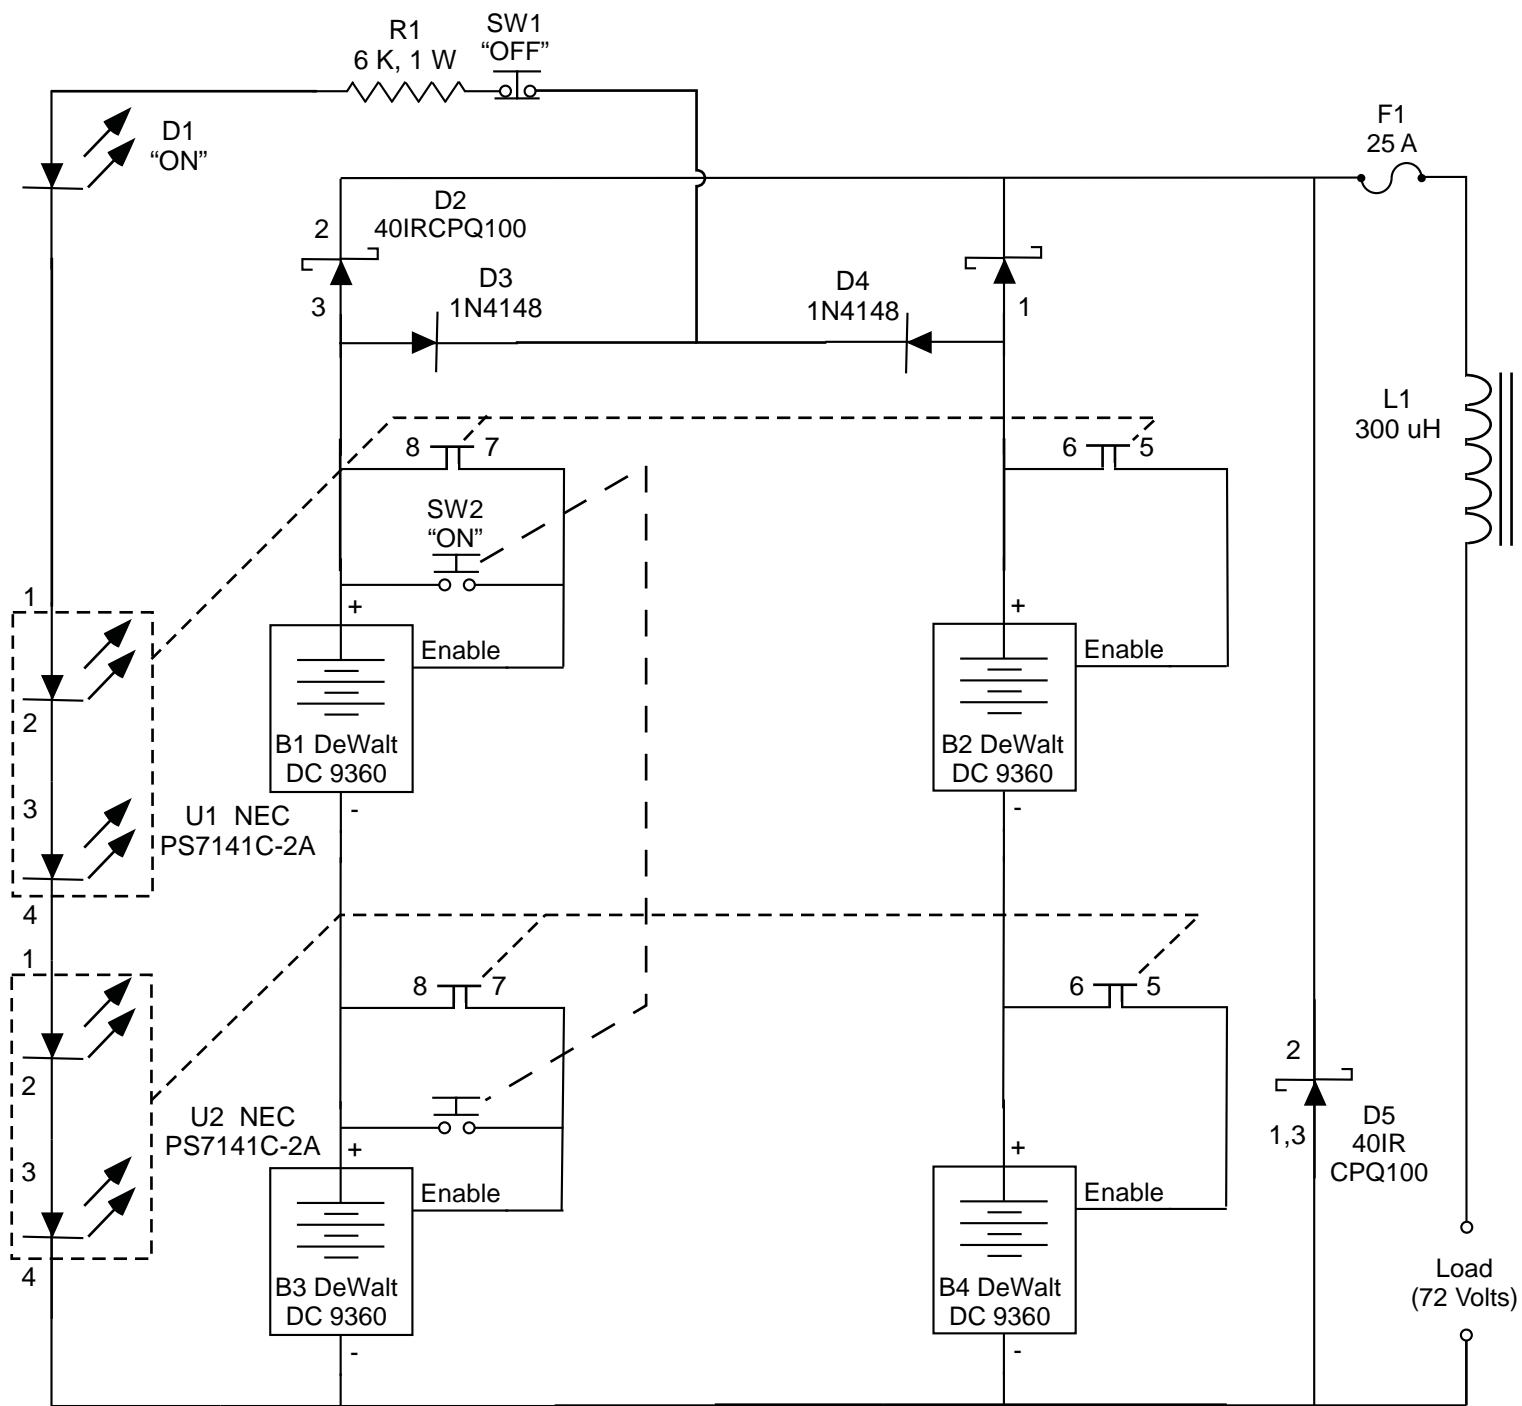 R1
6 K, 1 W
SW1
“OFF”
D1
“ON”
F1
25 A
D2
40IRCPQ100
2
3
D3
1N4148
D4
1N4148
1
L1
300 uH
8 7
6 5
SW2
“ON”
1
2
3
4
U1 NEC
PS7141C-2A
+
Enable
B1 DeWalt
DC 9360
-
+
Enable
B2 DeWalt
DC 9360
-
8 7
6 5
1
2
3
4
U2 NEC
PS7141C-2A
+
Enable
B3 DeWalt
DC 9360
-
+
Enable
B4 DeWalt
DC 9360
-
2
1,3
D5
40IR
CPQ100
Load
(72 Volts)